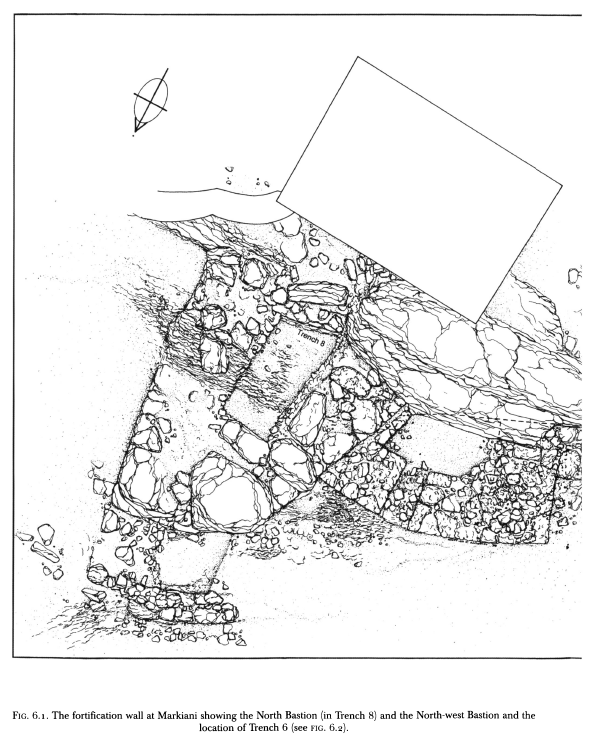 Trench 8
FIG. 6.1. The fortification wall at Markiani showing the North Bastion (in Trench 8) and the North-west Bastion and the
location of Trench 6 (see FIG. 6.2).